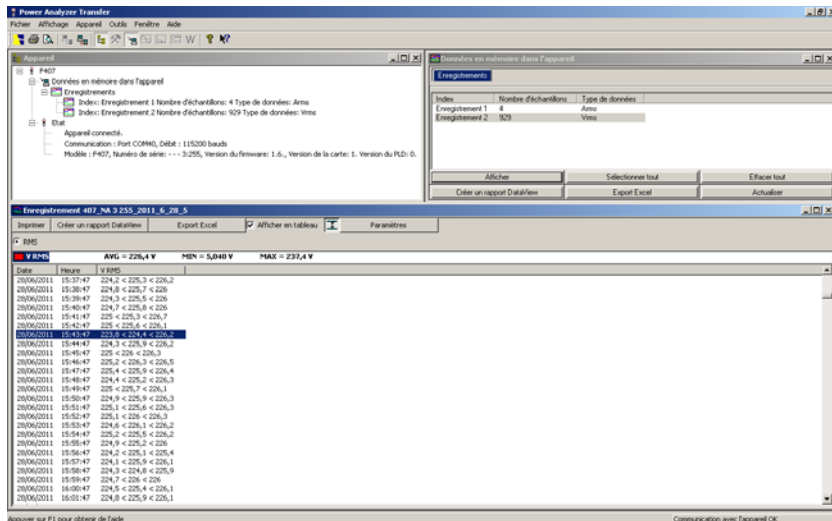 Power Analyzer Transfer
Fichier Affichage Appareil Outils Fenêtre Aide
Appareil
F407
Données en mémoire dans l'appareil
Enregistrements
Index: Enregistrement 1 Nombre d'échantillons: 4 Type de données: Arms
Index: Enregistrement 2 Nombre d'échantillons: 929 Type de données: Vrms
Etat
Appareil connecté.
Communication : Port COM40, Débit : 115200 bauds
Modèle : F407, Numéro de série: - - - 3:255, Version du firmware: 1.6., Version de la carte: 1. Version du PLD: 0.
Données en mémoire dans l'appareil
Enregistrements
Index Nombre d'échantillons Type de données
Enregistrement 1 4 Arms
Enregistrement 2 929 Vrms
Afficher Sélectionner tout Effacer tout
Créer un rapport DataView Export Excel Actualiser
Enregistrement 407_NA 3 255_2011_6_28_5
Imprimer Créer un rapport DataView Export Excel Afficher en tableau Paramètres
RMS
V RMS AVG = 226,4 V MIN = 5,040 V MAX = 237,4 V
Date Heure V RMS
28/06/2011 15:37:47 224,2 < 225,3 < 226,2
28/06/2011 15:38:47 224,8 < 225,7 < 226
28/06/2011 15:39:47 224,3 < 225,5 < 226
28/06/2011 15:40:47 224,7 < 225,8 < 226
28/06/2011 15:41:47 225 < 225,3 < 226,7
28/06/2011 15:42:47 225 < 225,6 < 226,1
28/06/2011 15:43:47 223,8 < 224,4 < 226,2
28/06/2011 15:44:47 224,3 < 225,9 < 226,2
28/06/2011 15:45:47 225 < 226 < 226,3
28/06/2011 15:46:47 225,2 < 226,3 < 226,5
28/06/2011 15:47:47 225,4 < 225,9 < 226,4
28/06/2011 15:48:47 224,4 < 225,2 < 226,3
28/06/2011 15:49:47 225 < 225,7 < 226,1
28/06/2011 15:50:47 224,9 < 225,9 < 226,3
28/06/2011 15:51:47 225,1 < 225,6 < 226,3
28/06/2011 15:52:47 225,1 < 226 < 226,3
28/06/2011 15:53:47 224,6 < 226,1 < 226,2
28/06/2011 15:54:47 225,2 < 225,5 < 226,2
28/06/2011 15:55:47 224,9 < 225,2 < 226
28/06/2011 15:56:47 224,2 < 225,1 < 225,4
28/06/2011 15:57:47 224,1 < 225,9 < 226,1
28/06/2011 15:58:47 224,3 < 224,8 < 225,9
28/06/2011 15:59:47 224,7 < 226 < 226
28/06/2011 16:00:47 224,5 < 225,4 < 226,1
28/06/2011 16:01:47 224,8 < 225,9 < 226,1
Appuyer sur F1 pour obtenir de l'aide Communication avec l'appareil OK